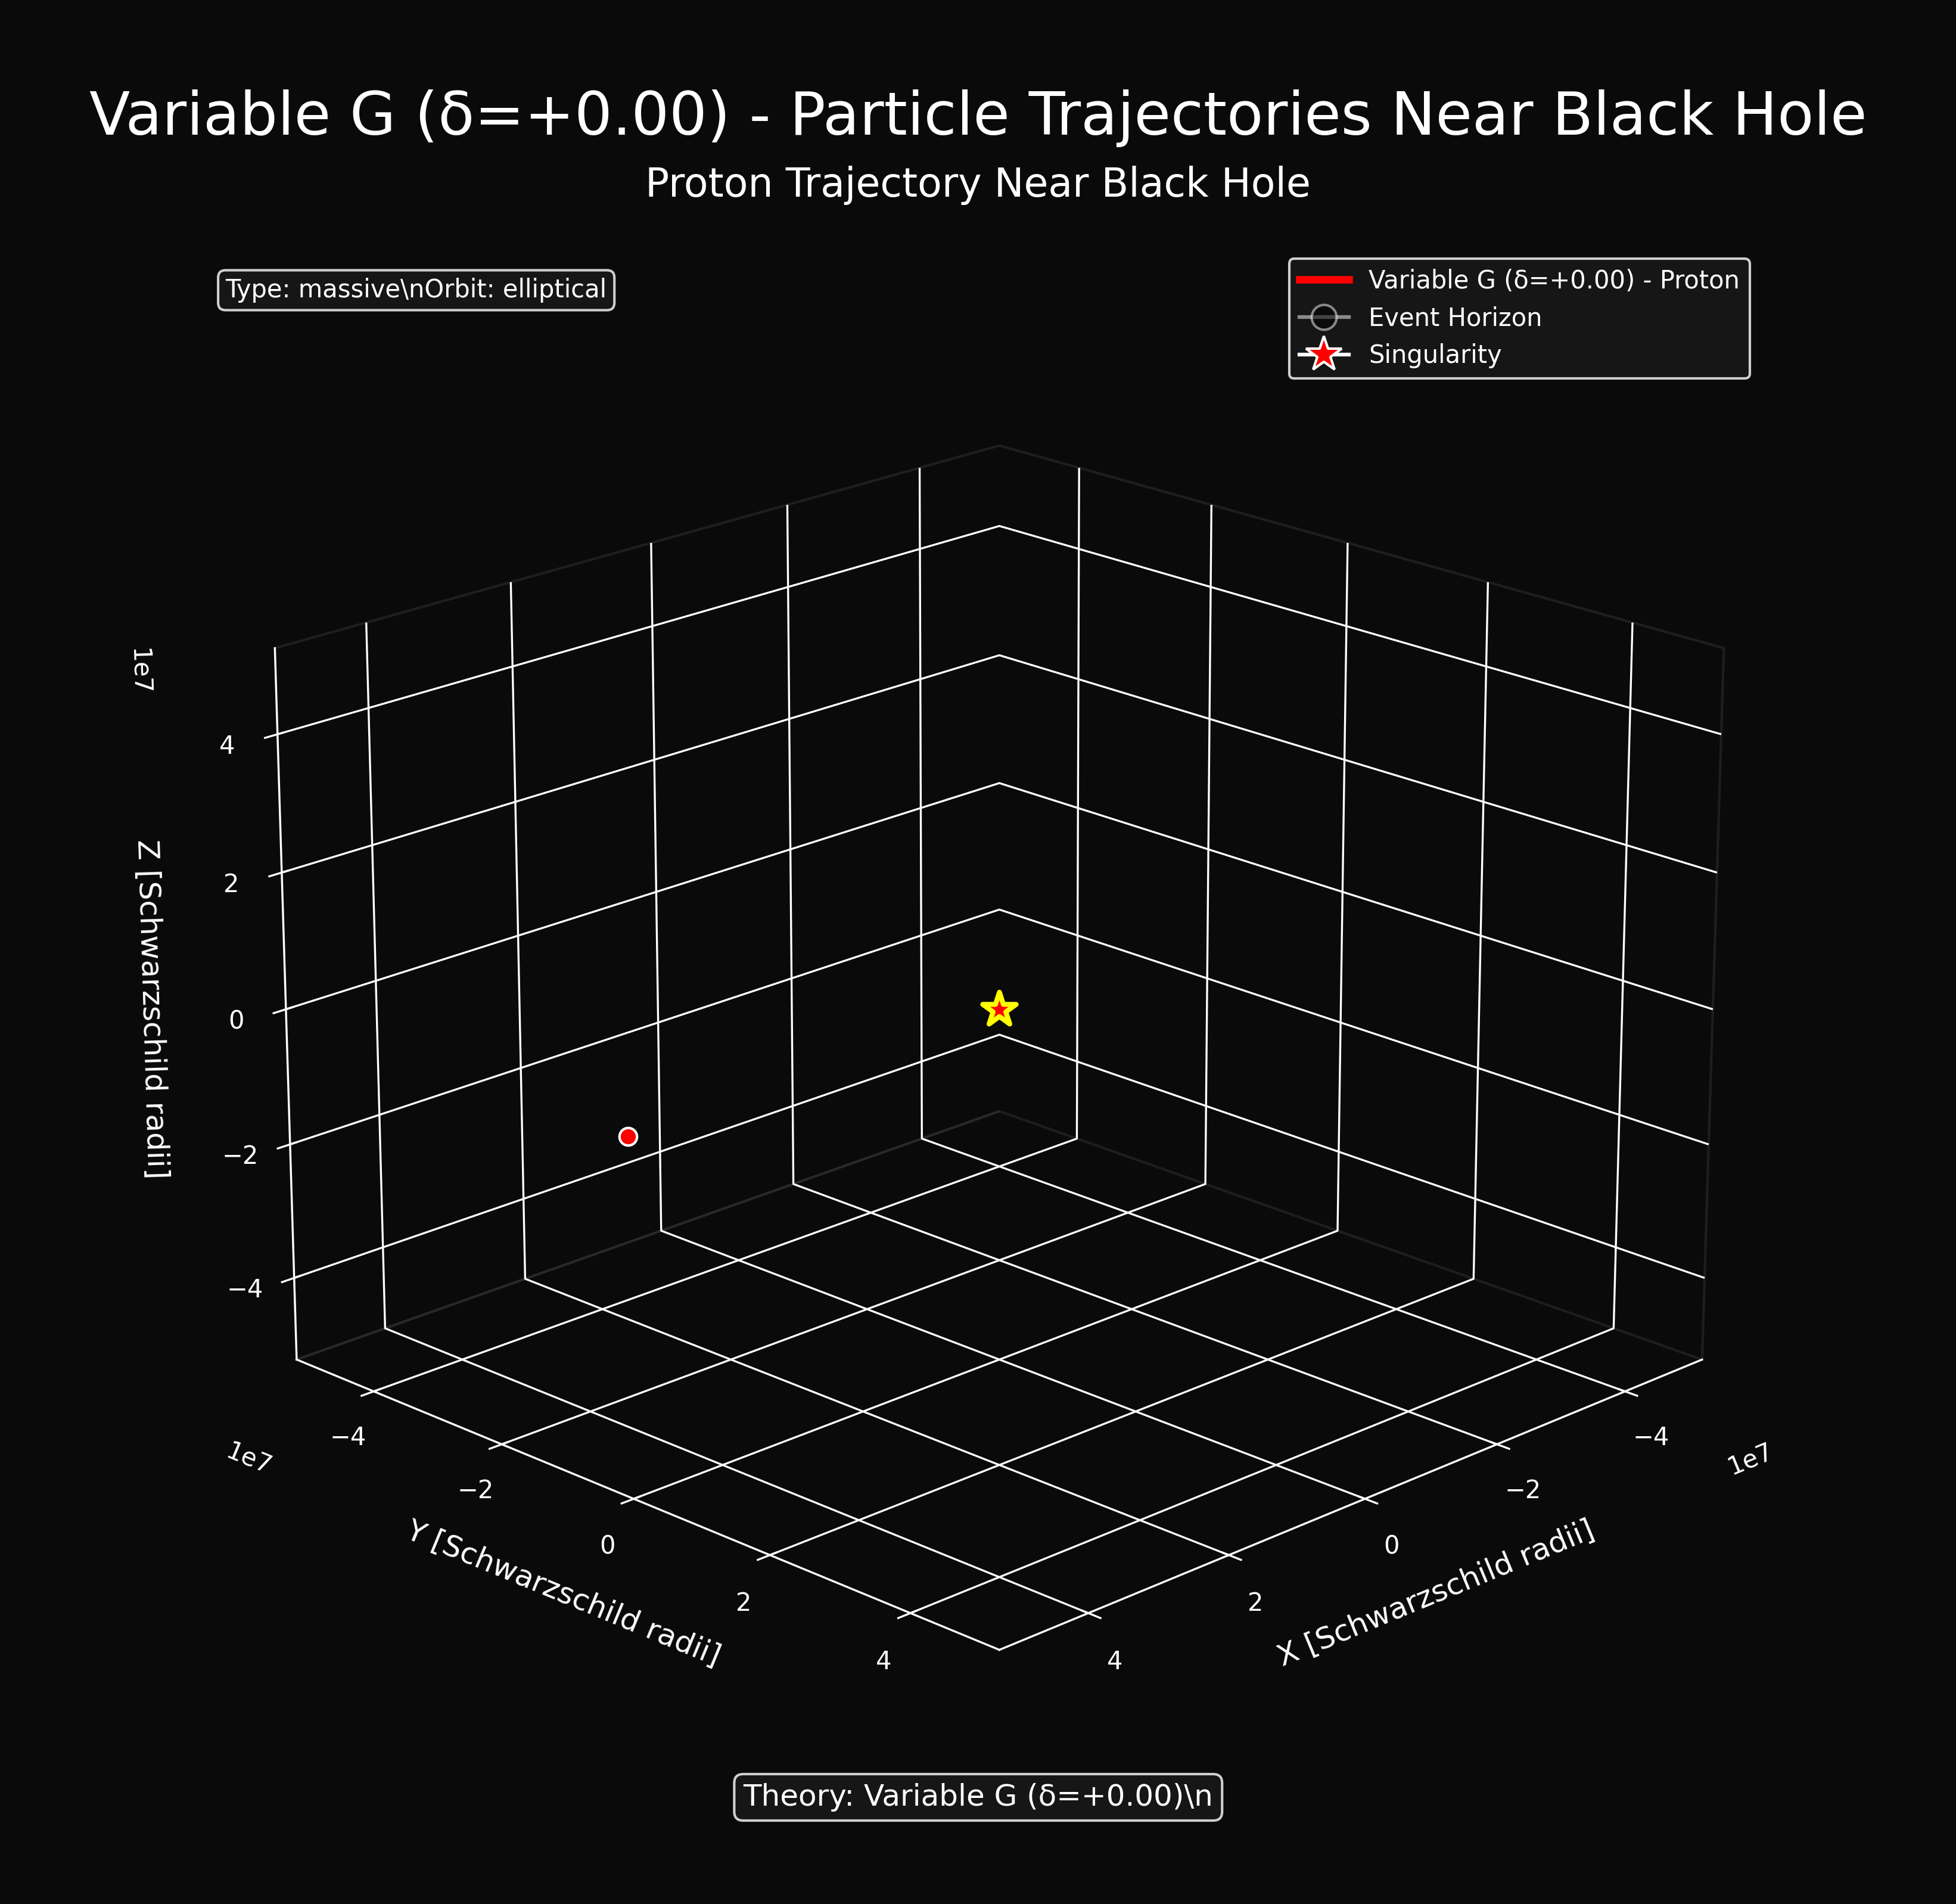 Variable G (δ=+0.00) - Particle Trajectories Near Black Hole
Proton Trajectory Near Black Hole
Type: massive\nOrbit: elliptical
Variable G (δ=+0.00) - Proton
Event Horizon
Singularity
1e7
4
2
0
−2
−4
Z [Schwarzschild radii]
1e7
−4
−2
0
2
4
Y [Schwarzschild radii]
4
2
0
−2
−4
1e7
X [Schwarzschild radii]
Theory: Variable G (δ=+0.00)\n